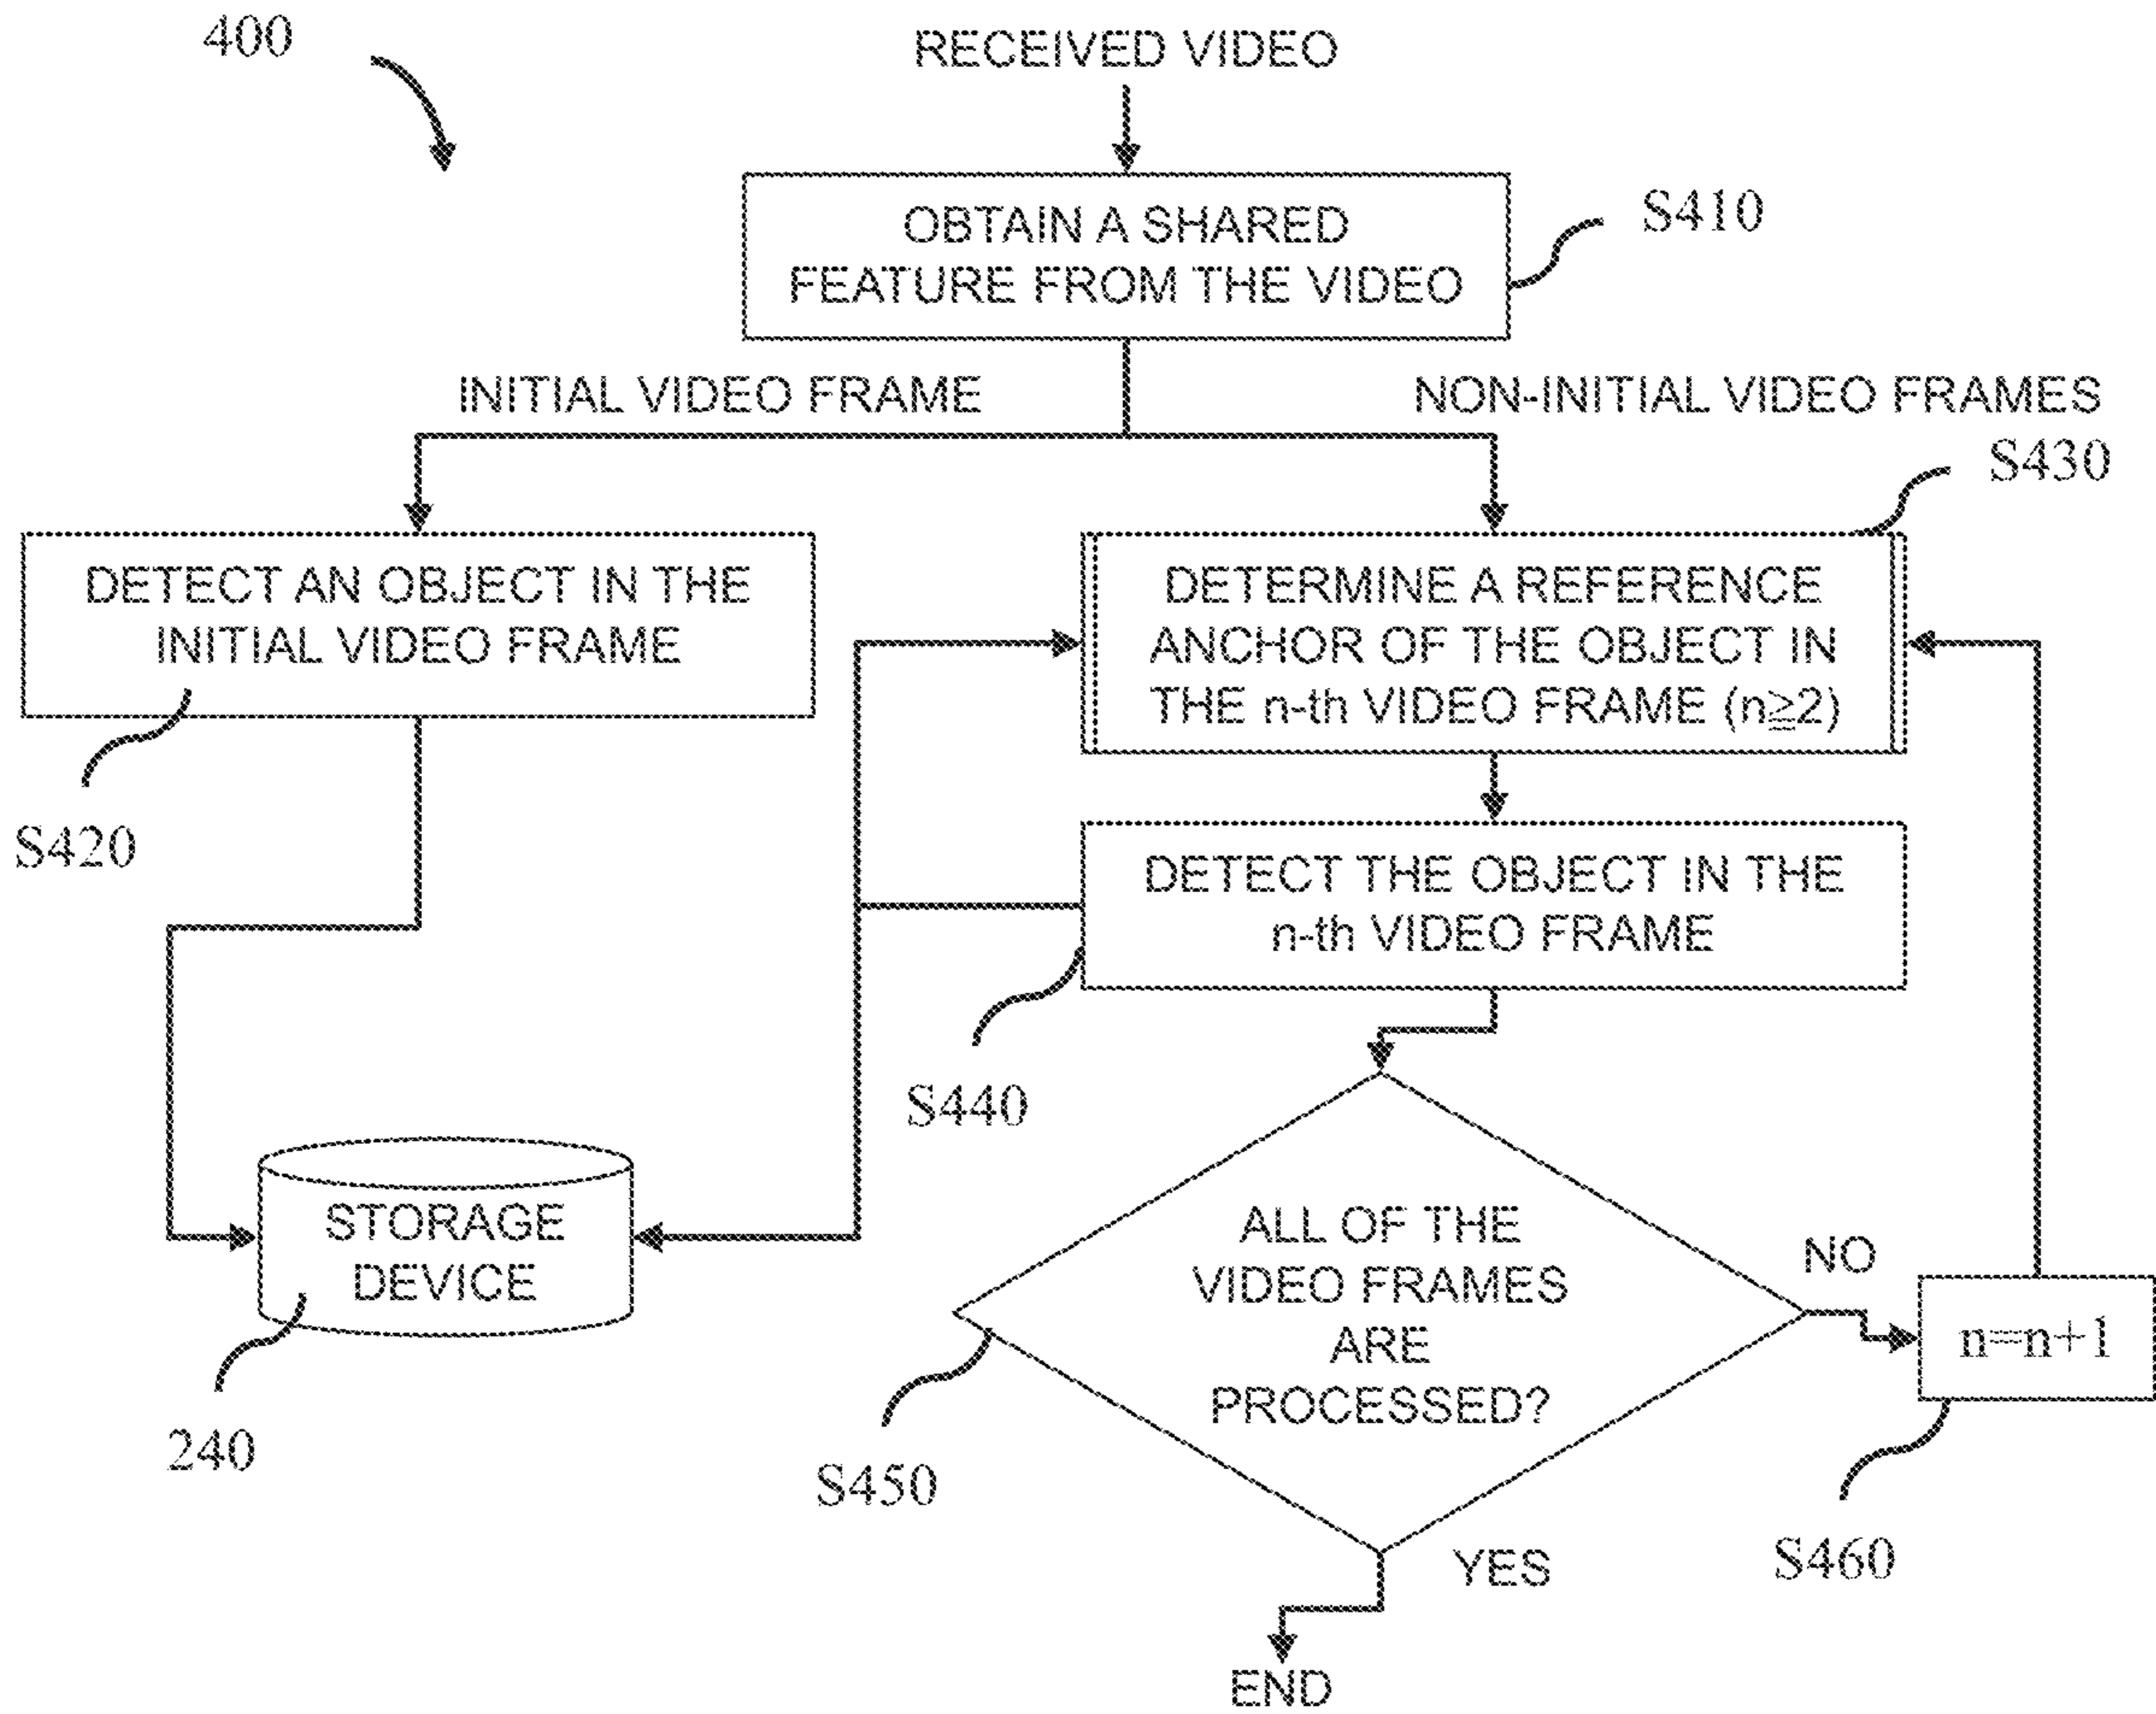 400
RECEIVED VIDEO
OBTAIN A SHARED
FEATURE FROM THE VIDEO
S410
INITIAL VIDEO FRAME
NON-INITIAL VIDEO FRAMES
S430
DETECT AN OBJECT IN THE
INITIAL VIDEO FRAME
S420
DETERMINE A REFERENCE
ANCHOR OF THE OBJECT IN
THE n-th VIDEO FRAME (n≧2)
DETECT THE OBJECT IN THE
n-th VIDEO FRAME
S440
STORAGE
DEVICE
240
ALL OF THE
VIDEO FRAMES
ARE
PROCESSED?
S450
NO
n=n+1
S460
YES
END